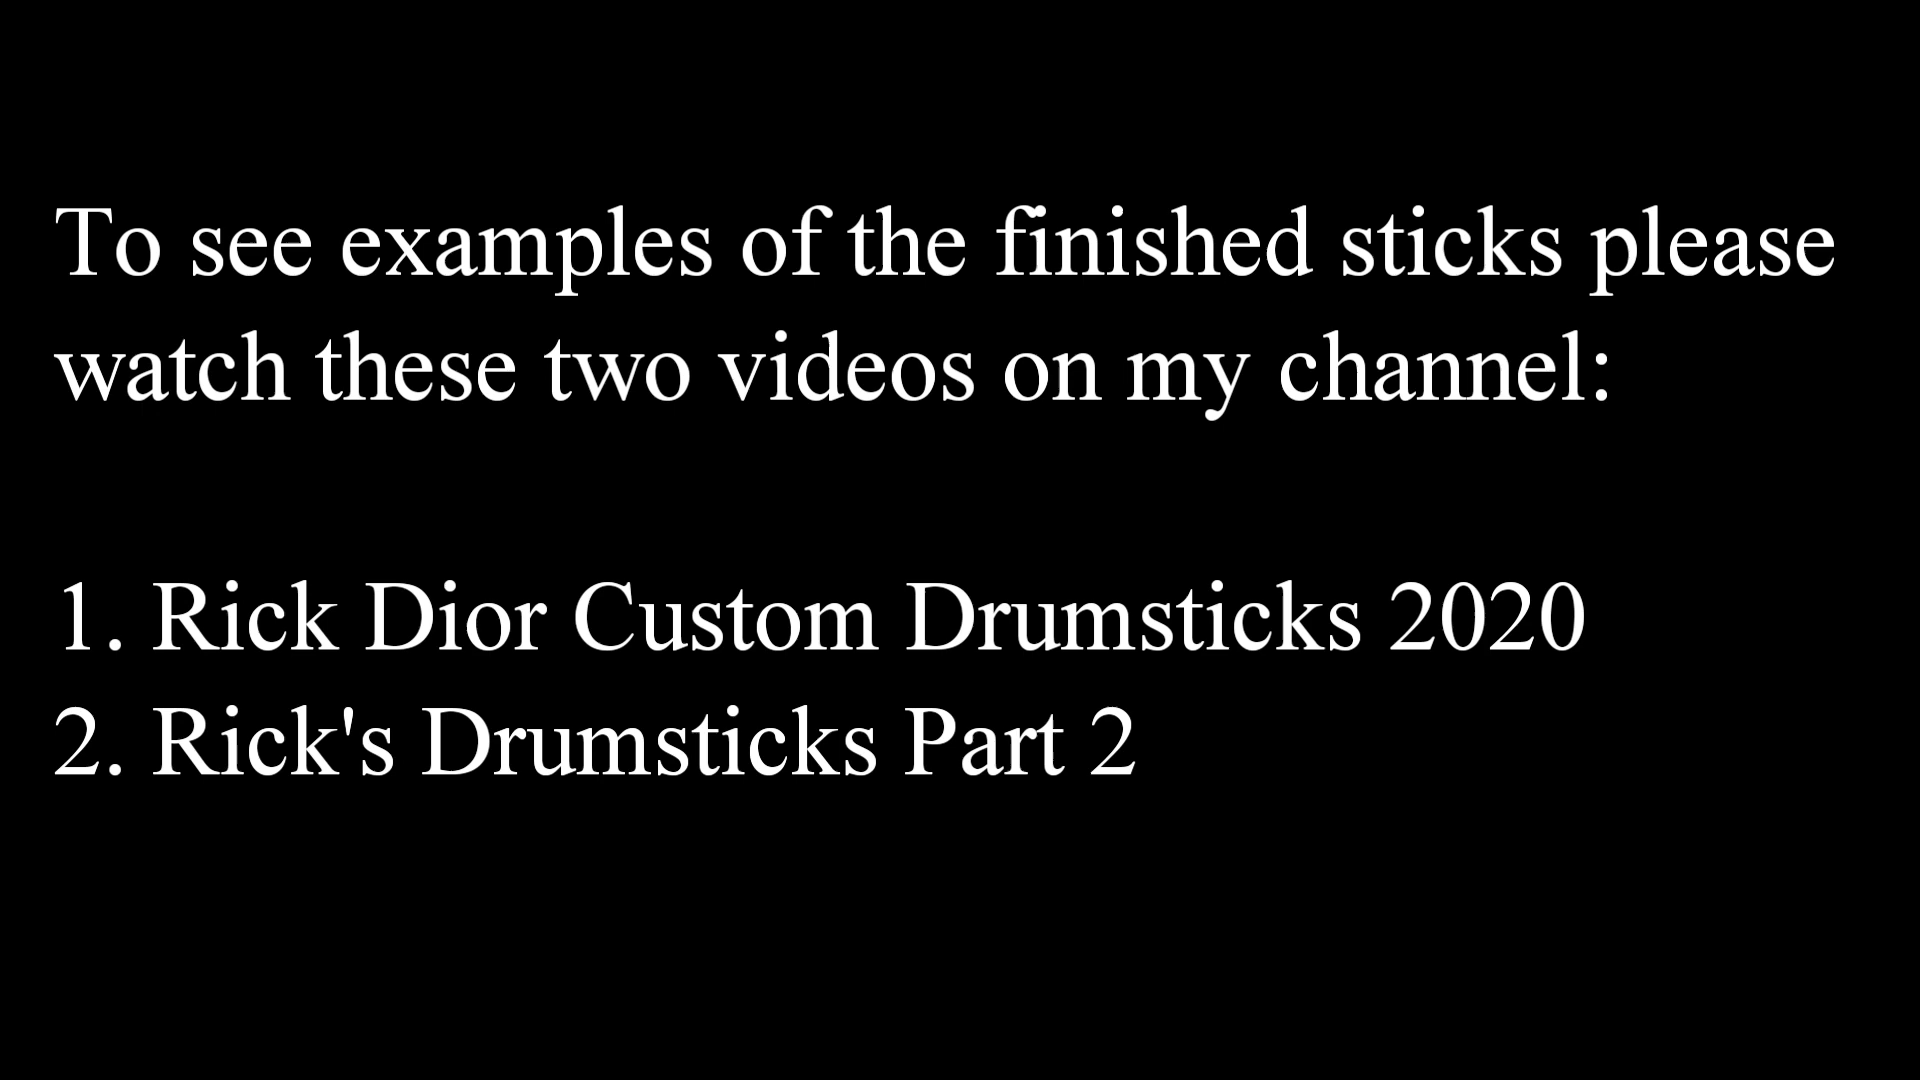 To see examples of the finished sticks please
watch these two videos on my channel:
1. Rick Dior Custom Drumsticks 2020
2. Rick's Drumsticks Part 2